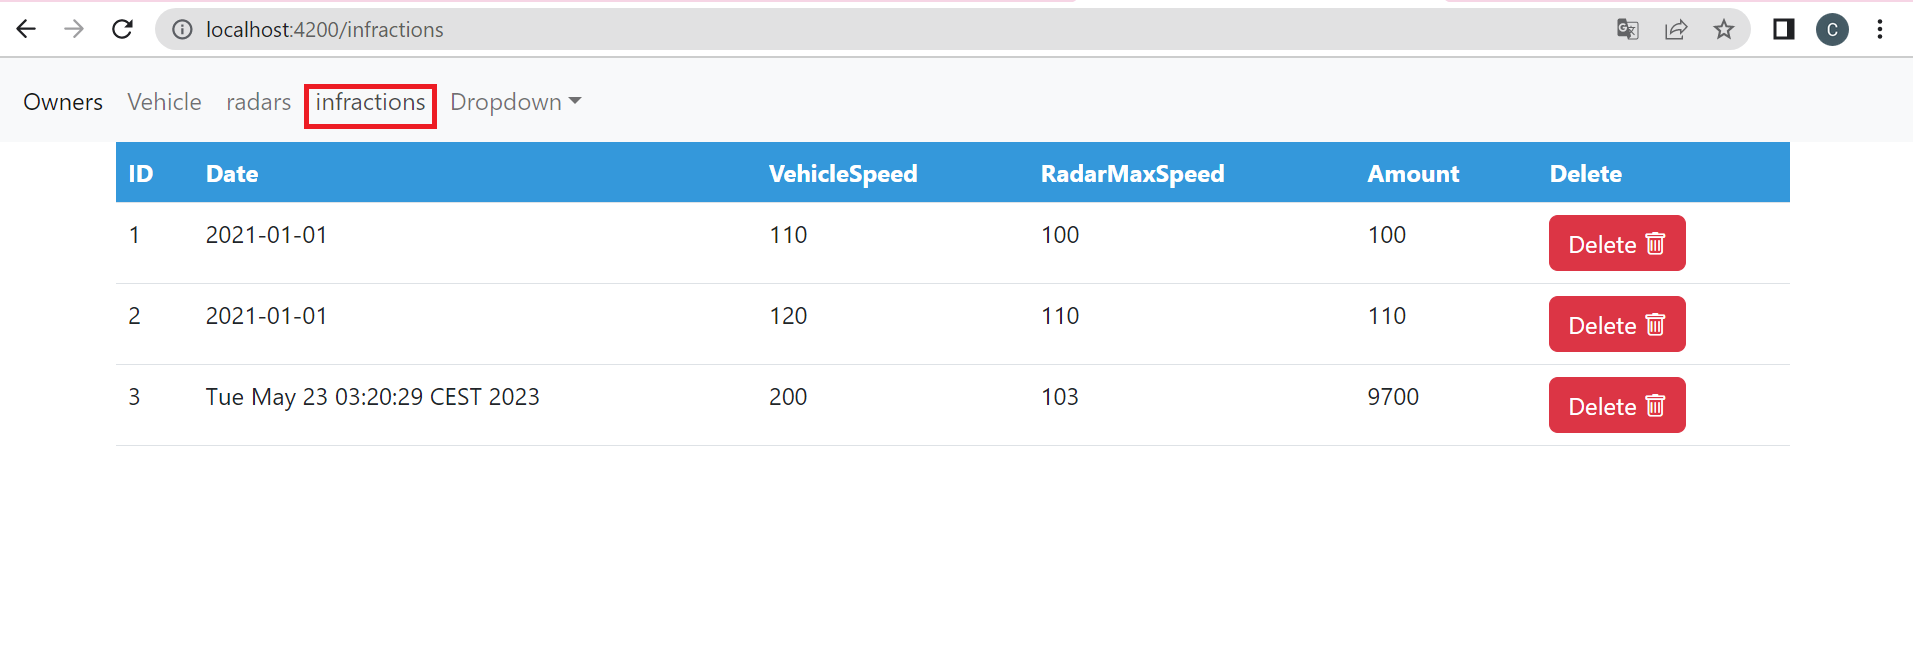 localhost:4200/infractions
C
Owners Vehicle radars infractions Dropdown
ID Date VehicleSpeed RadarMaxSpeed Amount Delete
1 2021-01-01 110 100 100 Delete
2 2021-01-01 120 110 110 Delete
3 Tue May 23 03:20:29 CEST 2023 200 103 9700 Delete